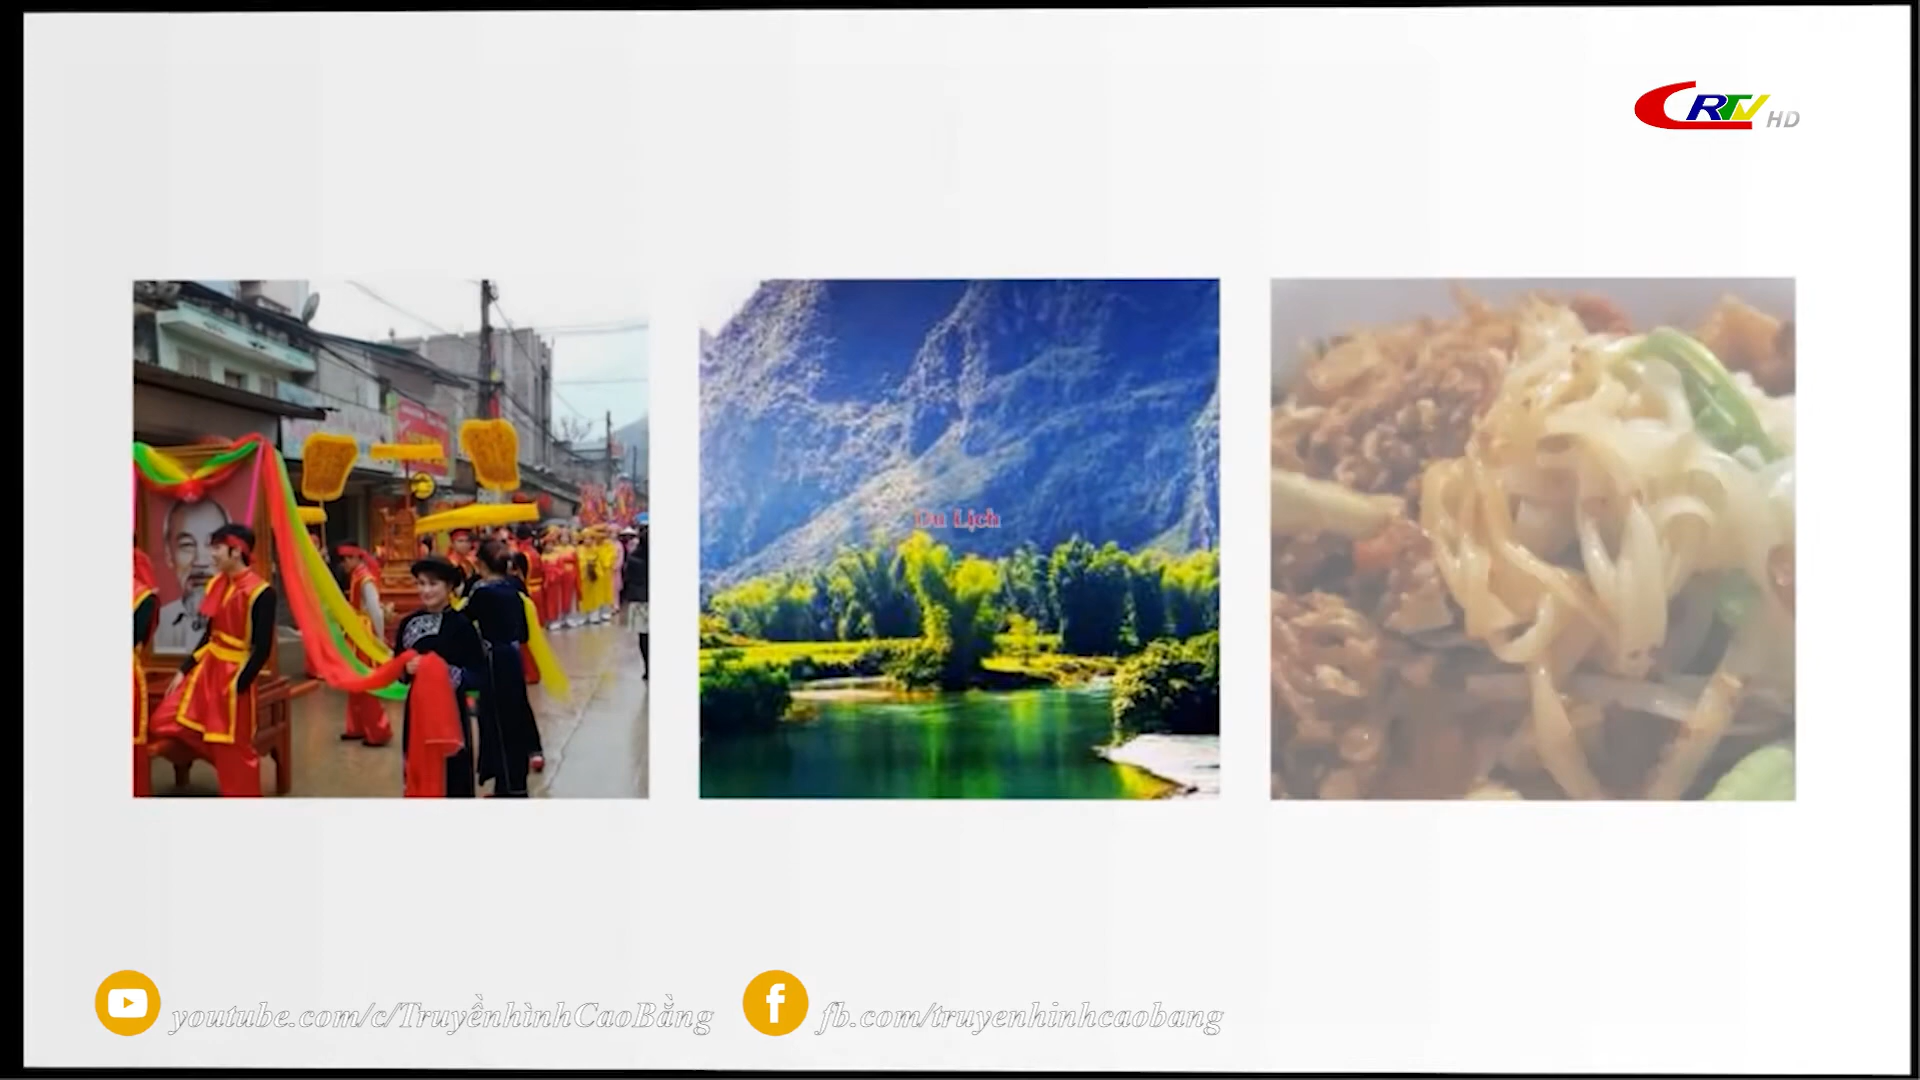 CRTV HD
Du Lịch
youtube.com/c/TruyềnhìnhCaoBằng
fb.com/truyenhinhcaobang